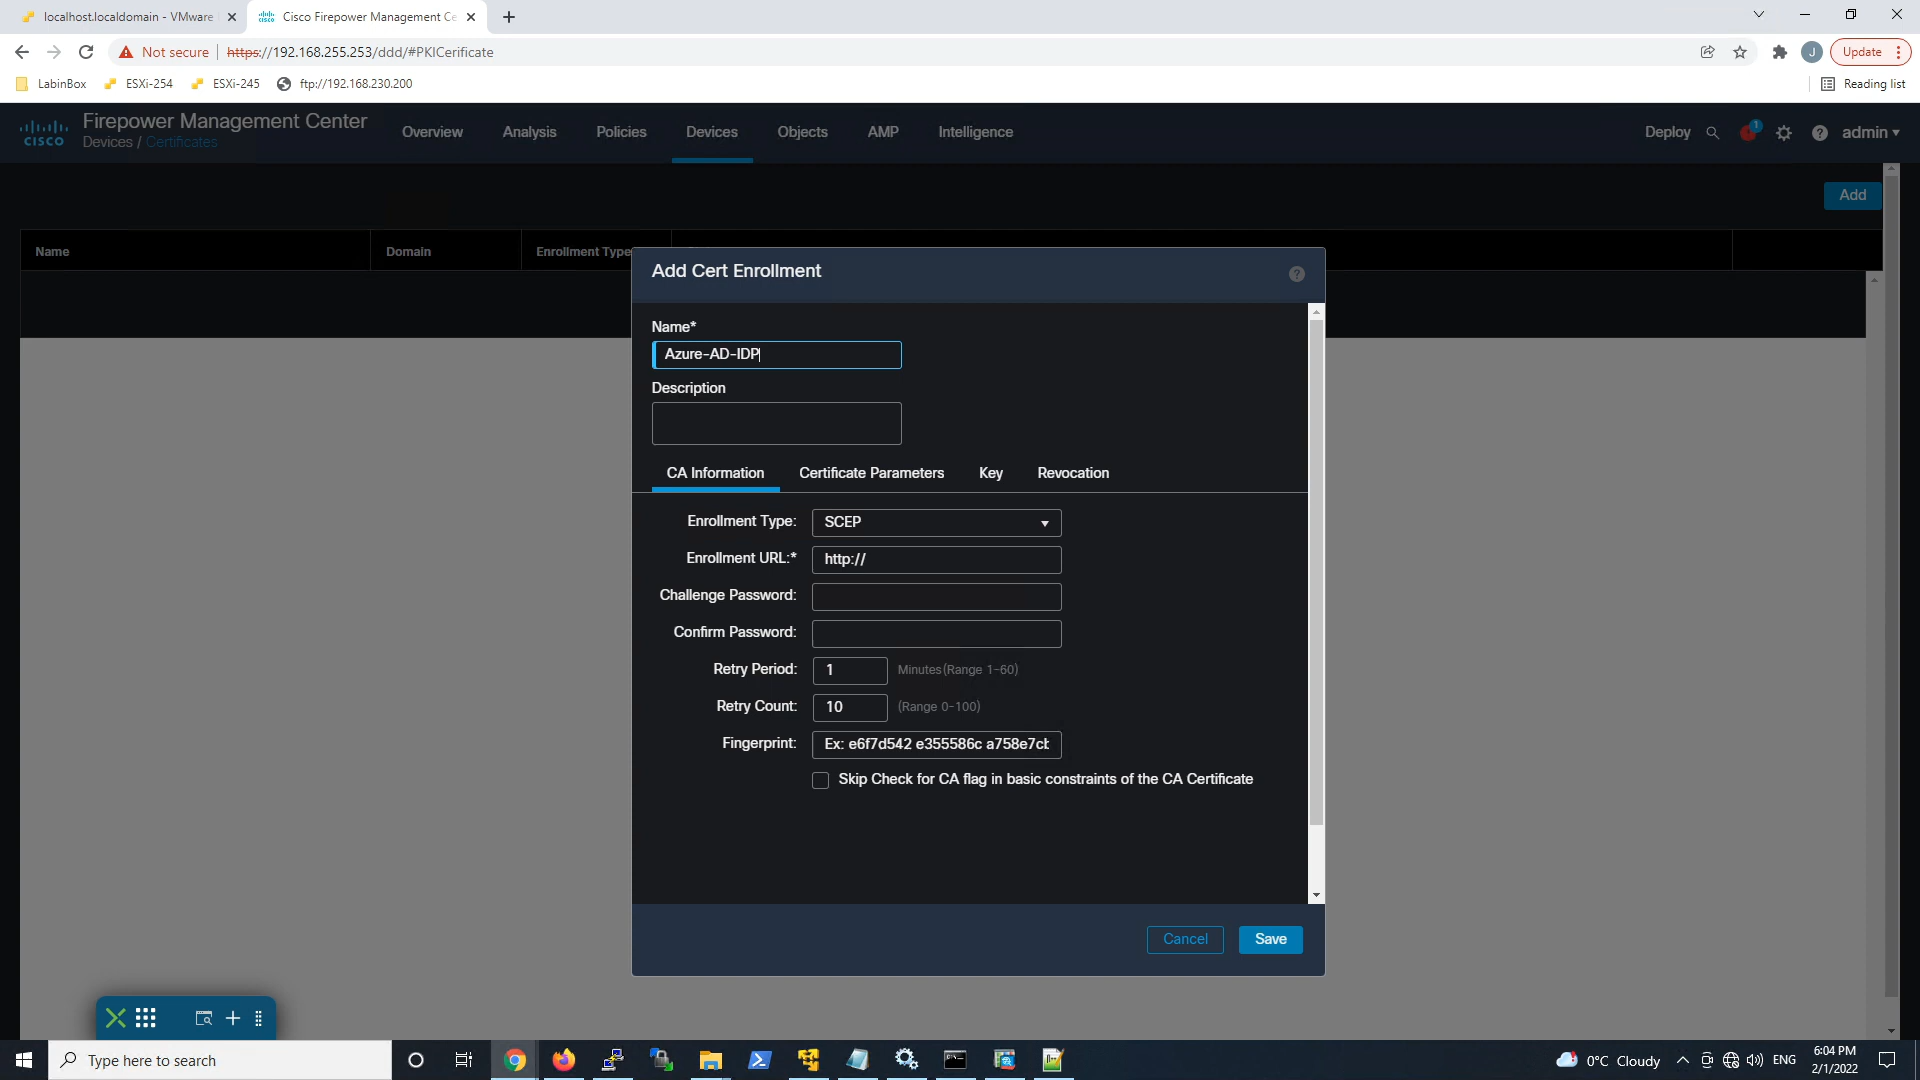 localhost.localdomain - VMware
Cisco Firepower Management Ce
Not secure
https://192.168.255.253/ddd/#PKICerificate
J
Update
LabinBox
ESXi-254
ESXi-245
ftp://192.168.230.200
Reading list
CISCO
Firepower Management Center
Devices / Certificates
Overview
Analysis
Policies
Devices
Objects
AMP
Intelligence
Deploy
1
admin
Add
Name
Domain
Enrollment Type
Add Cert Enrollment
Name*
Azure-AD-IDP
Description
CA Information
Certificate Parameters
Key
Revocation
Enrollment Type:
SCEP
Enrollment URL:*
http://
Challenge Password:
Confirm Password:
Retry Period:
1
Minutes(Range 1-60)
Retry Count:
10
(Range 0-100)
Fingerprint:
Ex: e6f7d542 e355586c a758e7cb
Skip Check for CA flag in basic constraints of the CA Certificate
Cancel
Save
Type here to search
0°C Cloudy
ENG
6:04 PM
2/1/2022